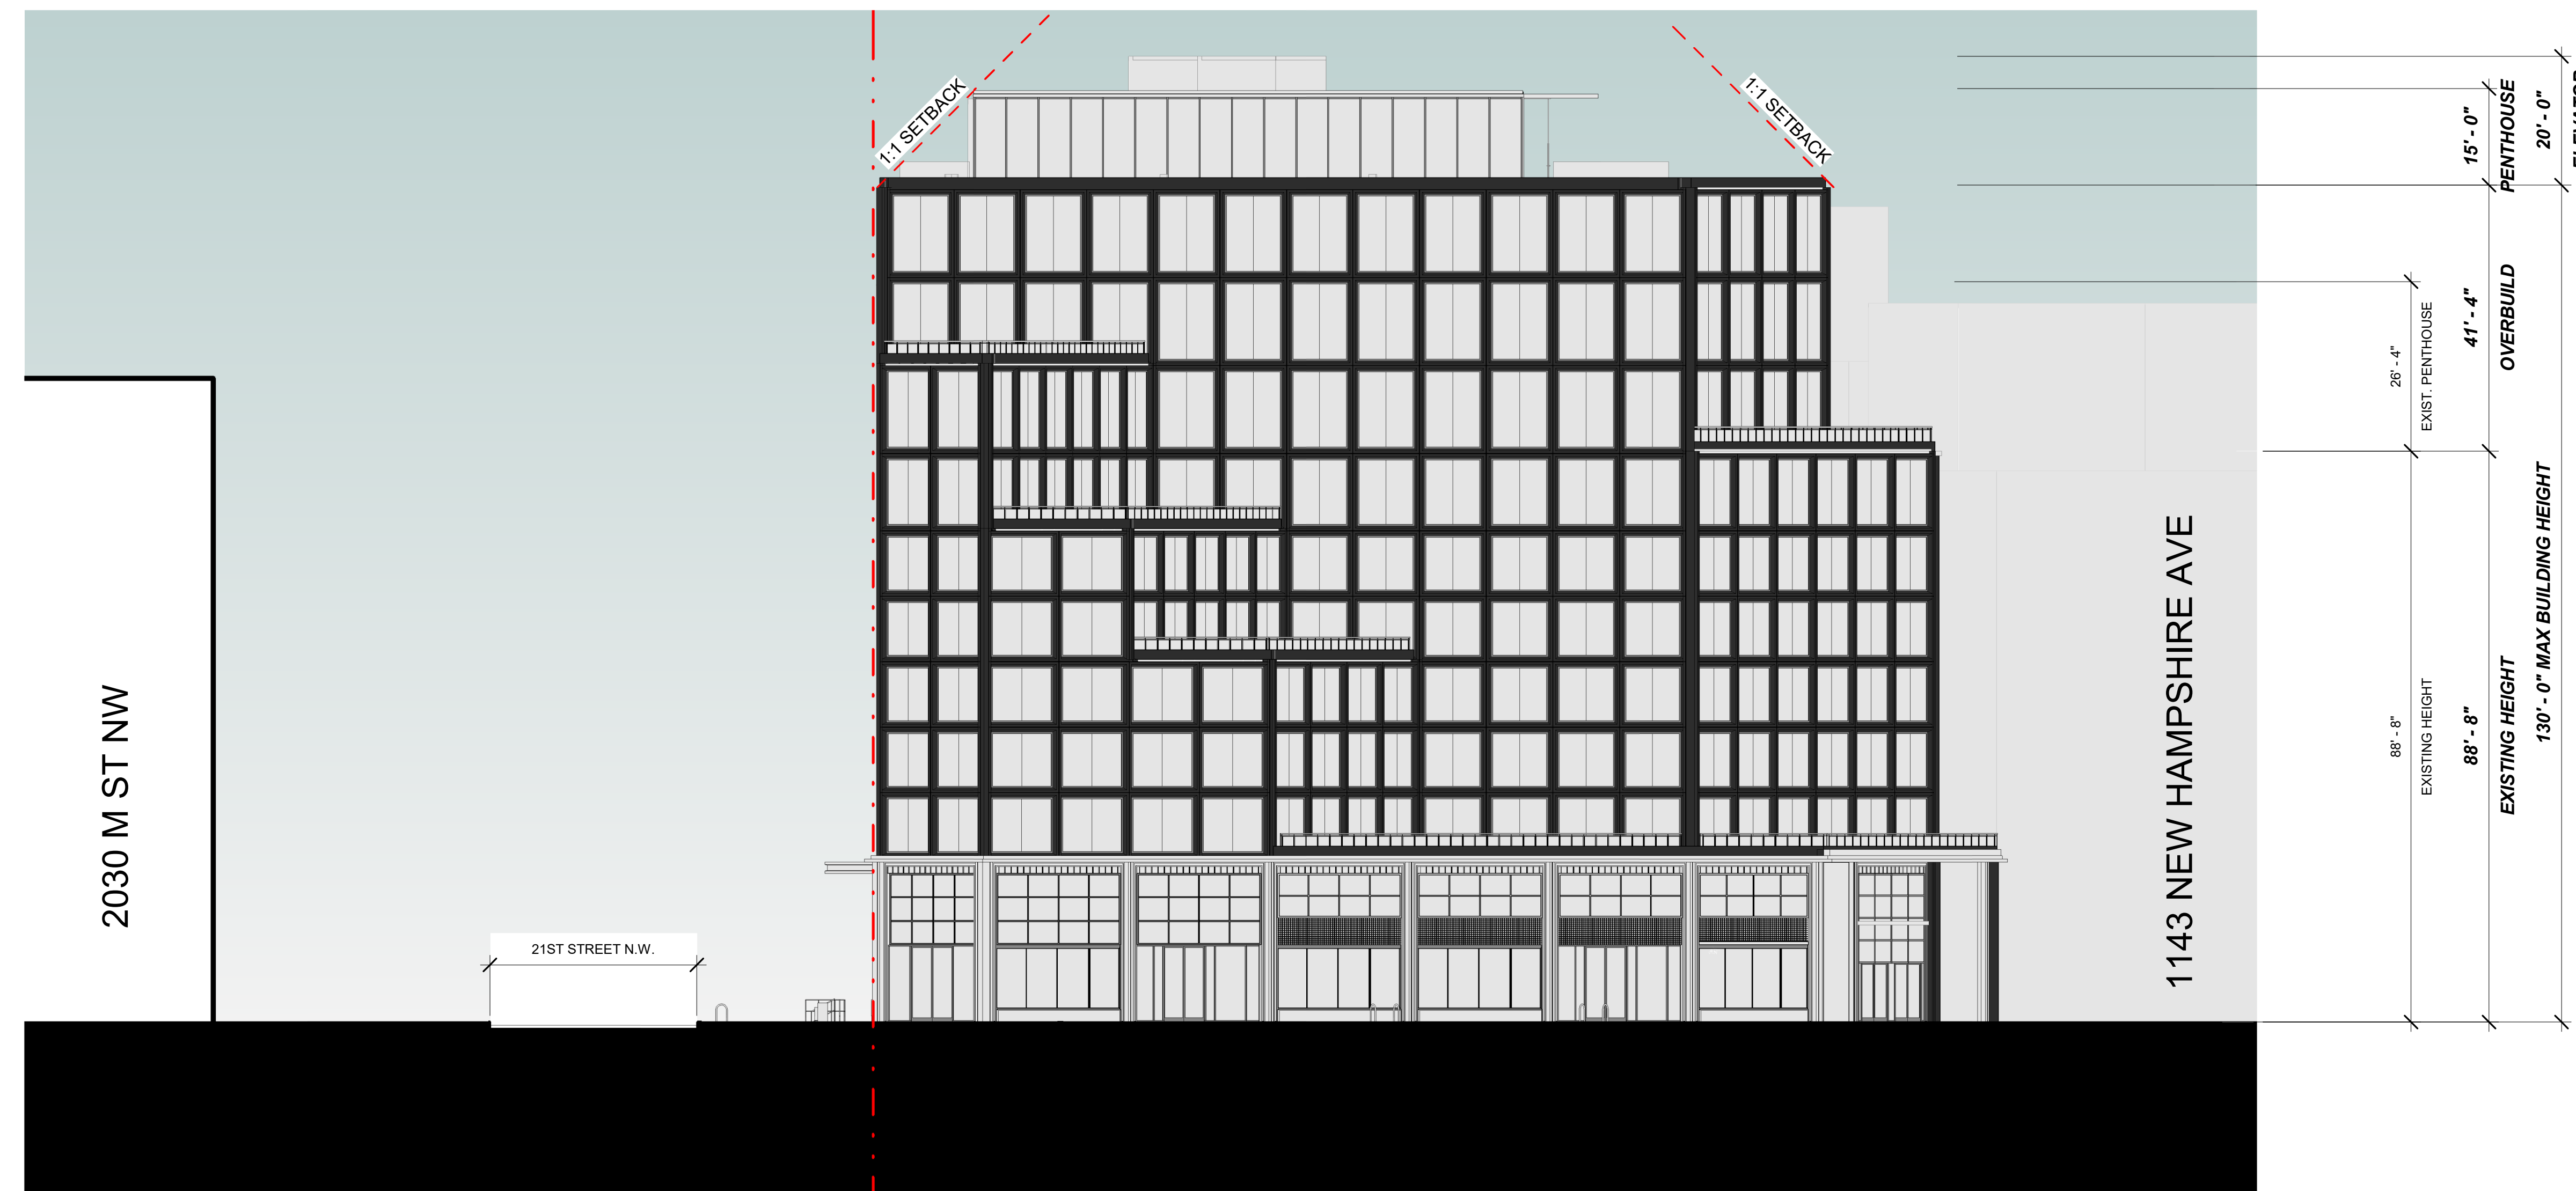 1:1 SETBACK
1:1 SETBACK
2030 M ST NW
21ST STREET N.W.
1143 NEW HAMPSHIRE AVE
26' - 4"
EXIST. PENTHOUSE
88' - 8"
EXISTING HEIGHT
15' - 0"
PENTHOUSE
41' - 4"
OVERBUILD
88' - 8"
EXISTING HEIGHT
20' - 0"
130' - 0" MAX BUILDING HEIGHT